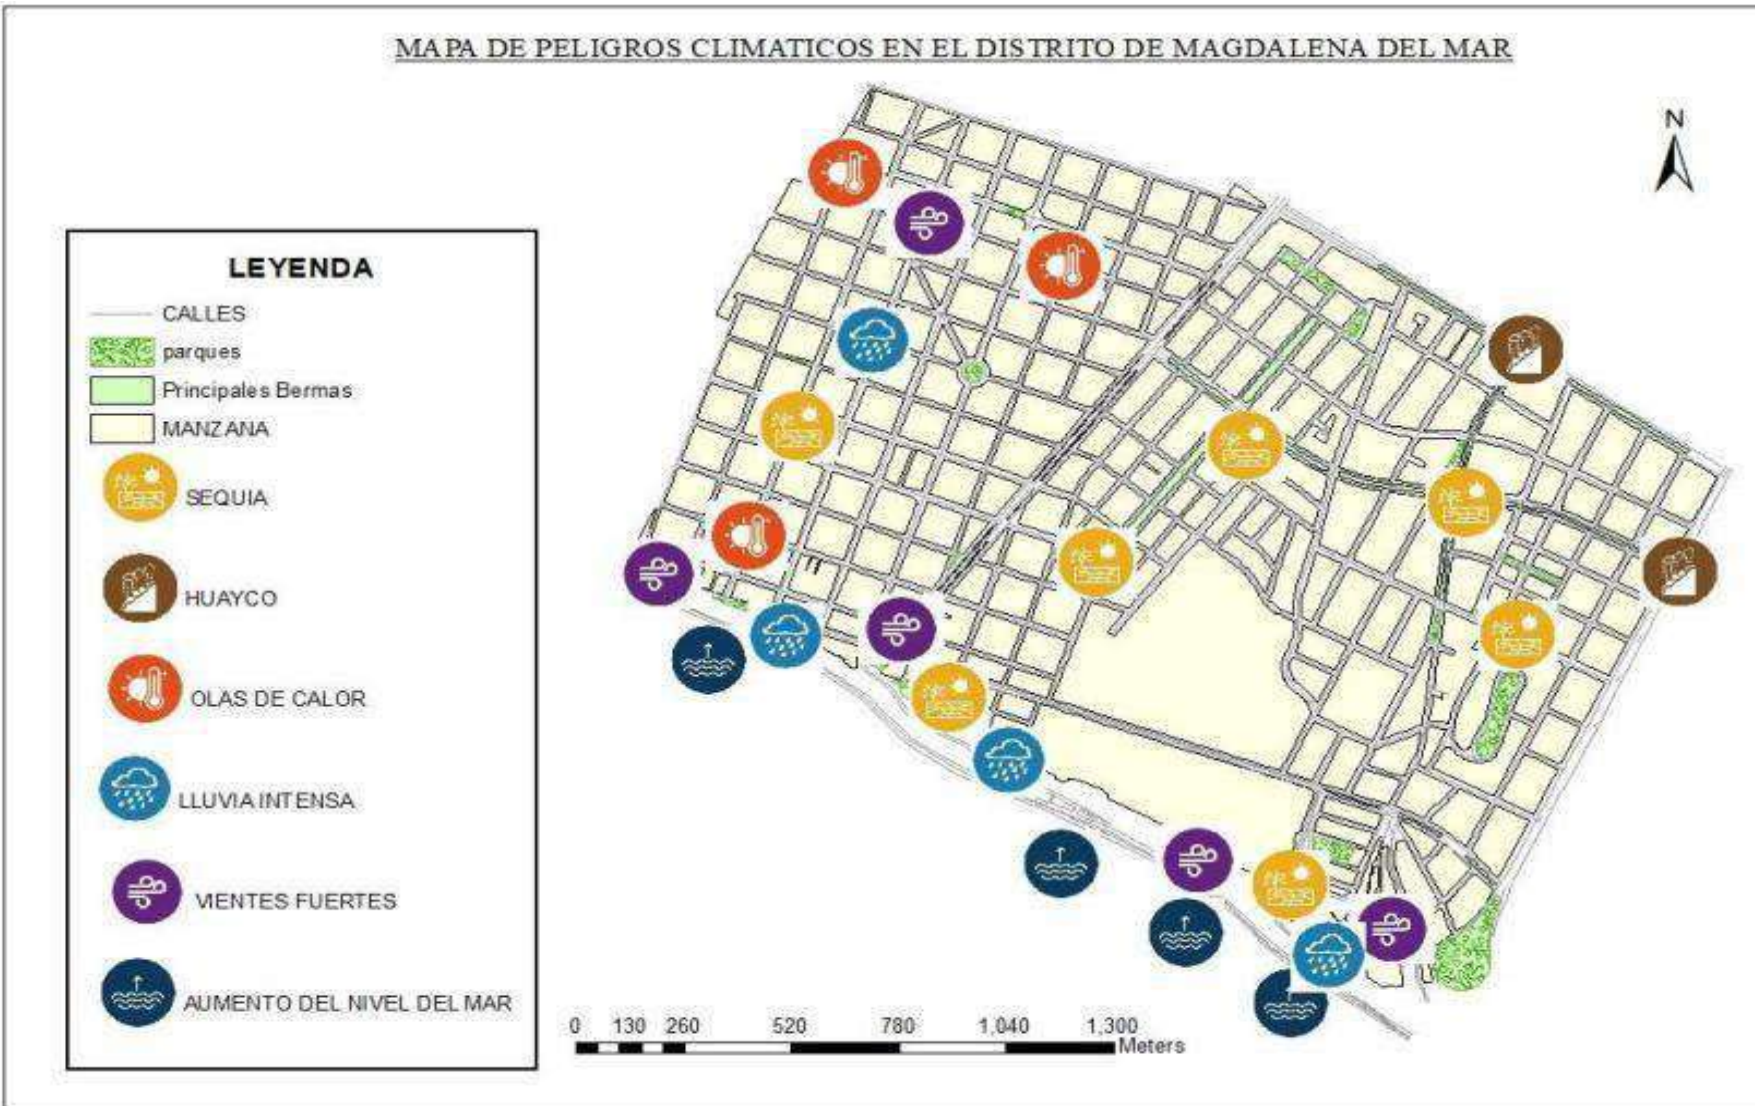 MAPA DE PELIGROS CLIMATICOS EN EL DISTRITO DE MAGDALENA DEL MAR
N
LEYENDA
CALLES
parques
Principales Bermas
MANZANA
SEQUIA
HUAYCO
OLAS DE CALOR
LLUVIA INTENSA
VIENTES FUERTES
AUMENTO DEL NIVEL DEL MAR
0 130 260 520 780 1,040 1,300
Meters